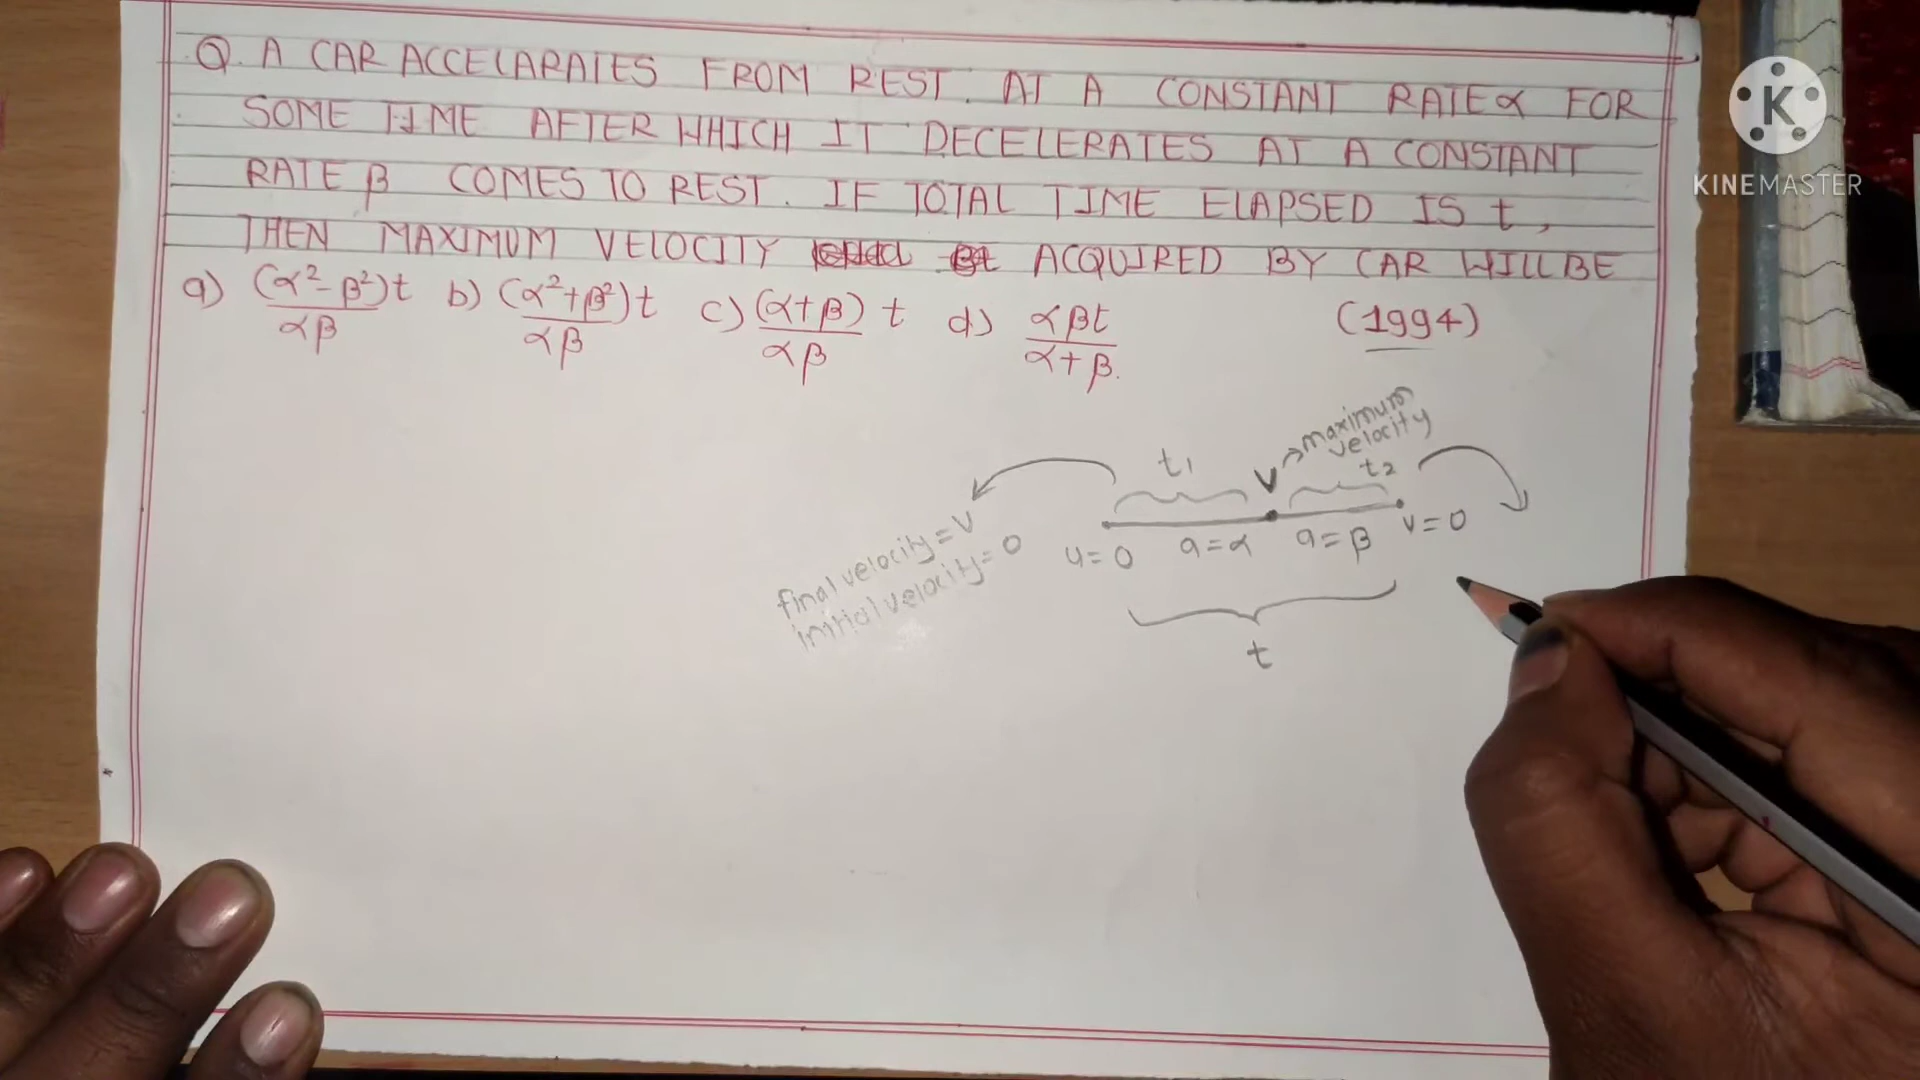 Q. A CAR ACCELARATES FROM REST. AT A CONSTANT RATE α FOR
SOME TIME AFTER WHICH IT DECELERATES AT A CONSTANT
RATE β COMES TO REST. IF TOTAL TIME ELAPSED IS t,
THEN MAXIMUM VELOCITY ACQUIRED BY CAR WILL BE
a) (α²-β²)t/αβ b) (α²+β²)t/αβ c) (α+β)/αβ t d) αβt/α+β.
(1994)
maximum
velocity
t₁ V t₂
final velocity = V
initial velocity = 0
u=0 a=α a=β v=0
t
K
KINEMASTER